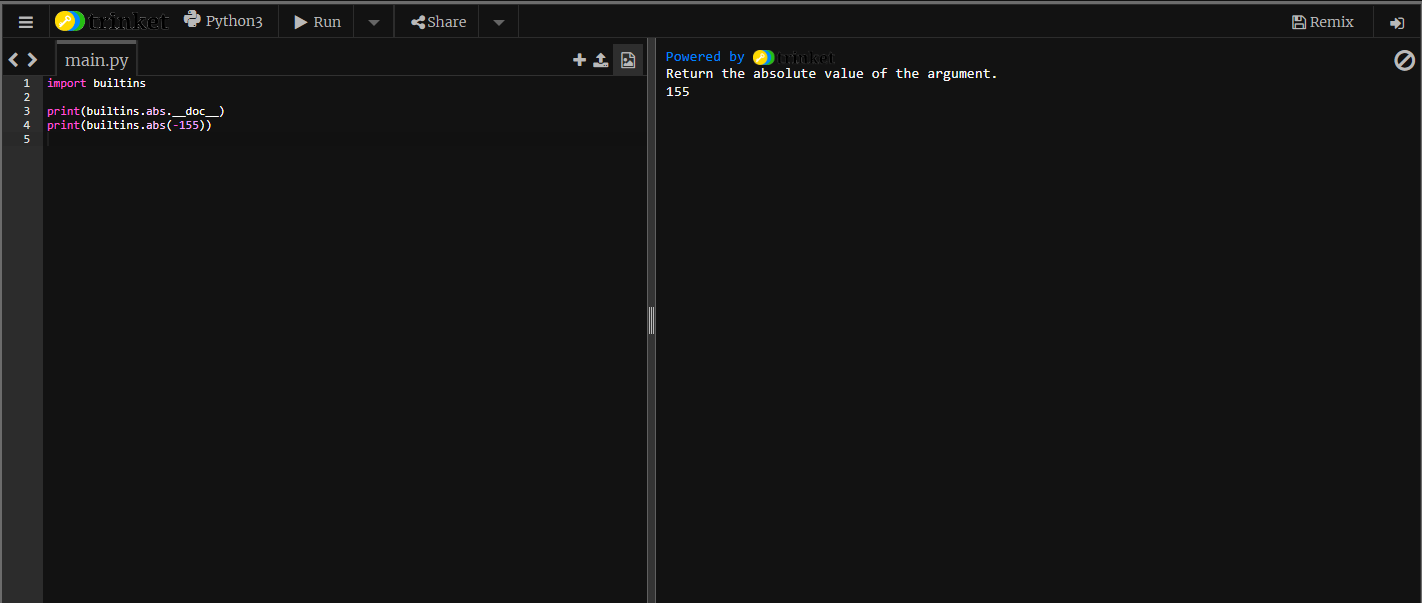 trinket Python3 Run Share Remix
main.py
1 import builtins
2
3 print(builtins.abs.__doc__)
4 print(builtins.abs(-155))
5
Powered by trinket
Return the absolute value of the argument.
155